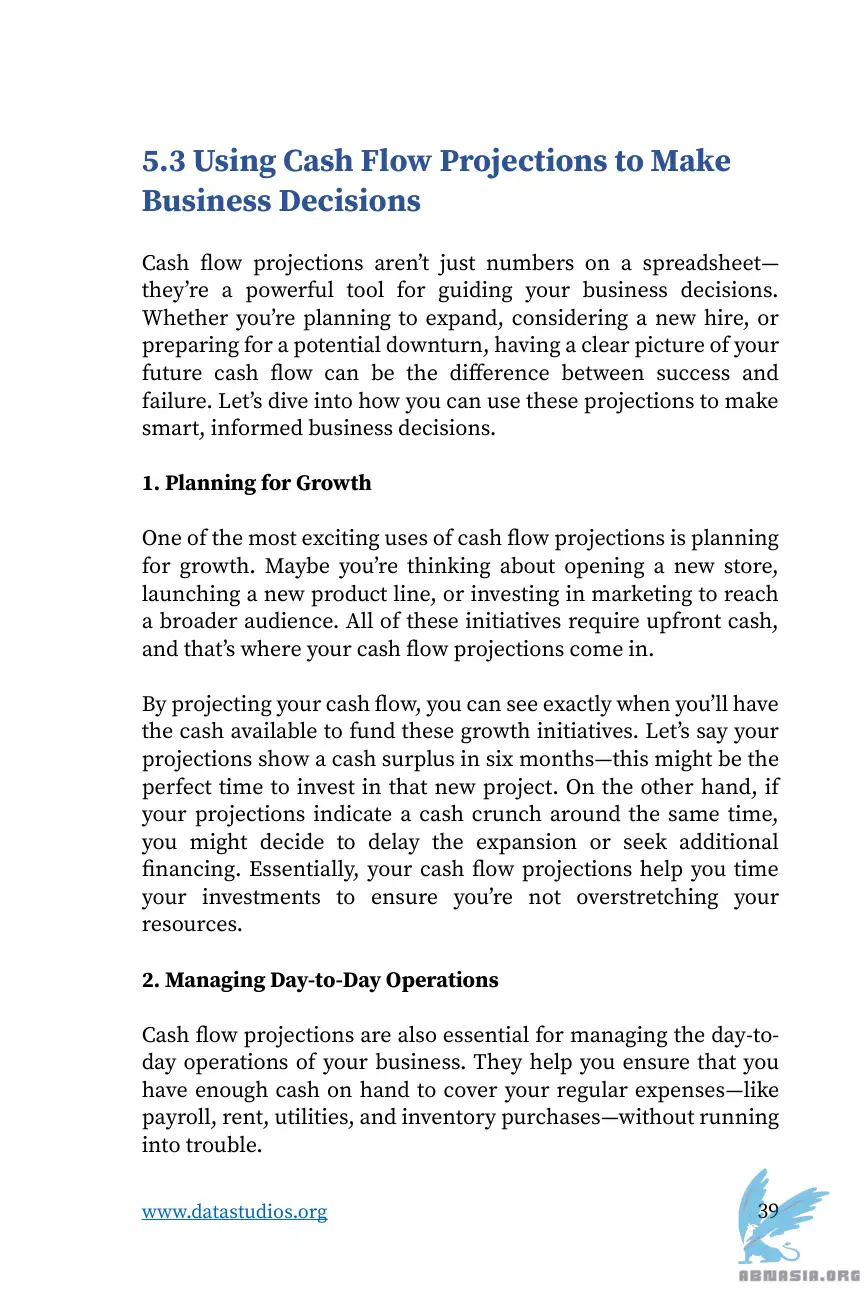 5.3 Using Cash Flow Projections to Make
Business Decisions
Cash flow projections aren’t just numbers on a spreadsheet—
they’re a powerful tool for guiding your business decisions.
Whether you’re planning to expand, considering a new hire, or
preparing for a potential downturn, having a clear picture of your
future cash flow can be the difference between success and
failure. Let’s dive into how you can use these projections to make
smart, informed business decisions.
1. Planning for Growth
One of the most exciting uses of cash flow projections is planning
for growth. Maybe you’re thinking about opening a new store,
launching a new product line, or investing in marketing to reach
a broader audience. All of these initiatives require upfront cash,
and that’s where your cash flow projections come in.
By projecting your cash flow, you can see exactly when you’ll have
the cash available to fund these growth initiatives. Let’s say your
projections show a cash surplus in six months—this might be the
perfect time to invest in that new project. On the other hand, if
your projections indicate a cash crunch around the same time,
you might decide to delay the expansion or seek additional
financing. Essentially, your cash flow projections help you time
your investments to ensure you’re not overstretching your
resources.
2. Managing Day-to-Day Operations
Cash flow projections are also essential for managing the day-to-
day operations of your business. They help you ensure that you
have enough cash on hand to cover your regular expenses—like
payroll, rent, utilities, and inventory purchases—without running
into trouble.
www.datastudios.org 39
ABNASIA.ORG